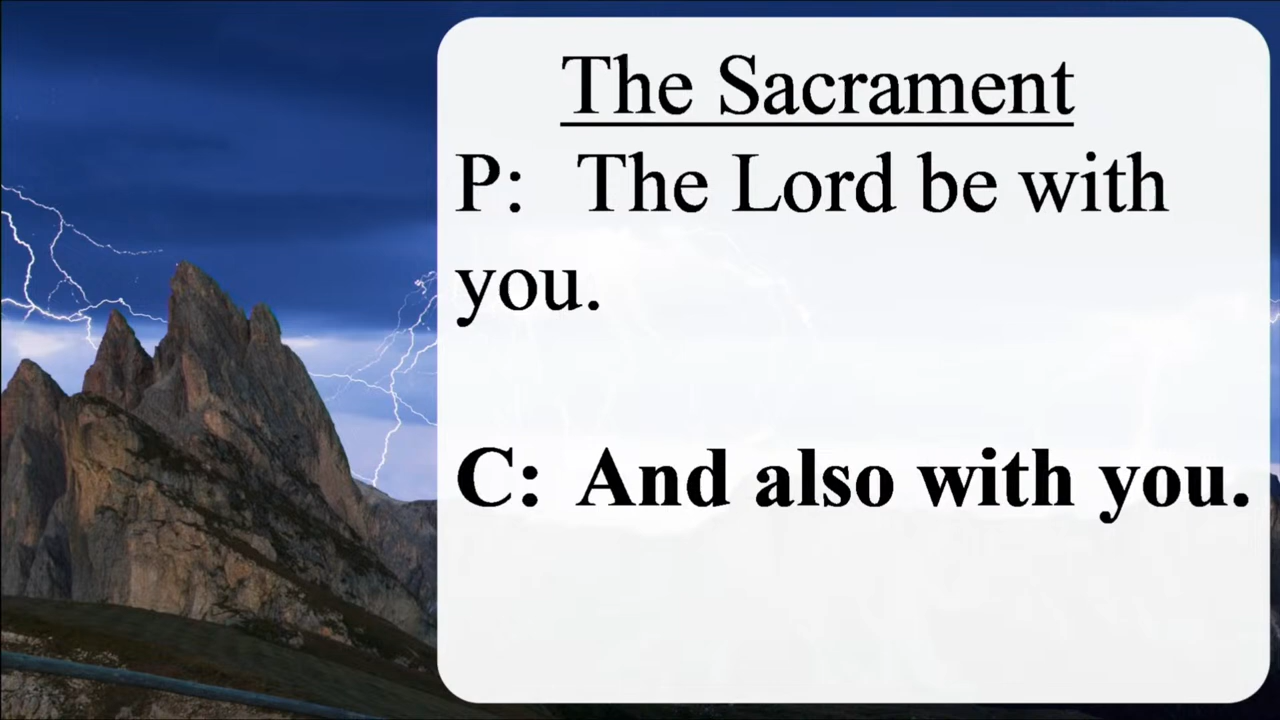 The Sacrament
P: The Lord be with
you.
C: And also with you.